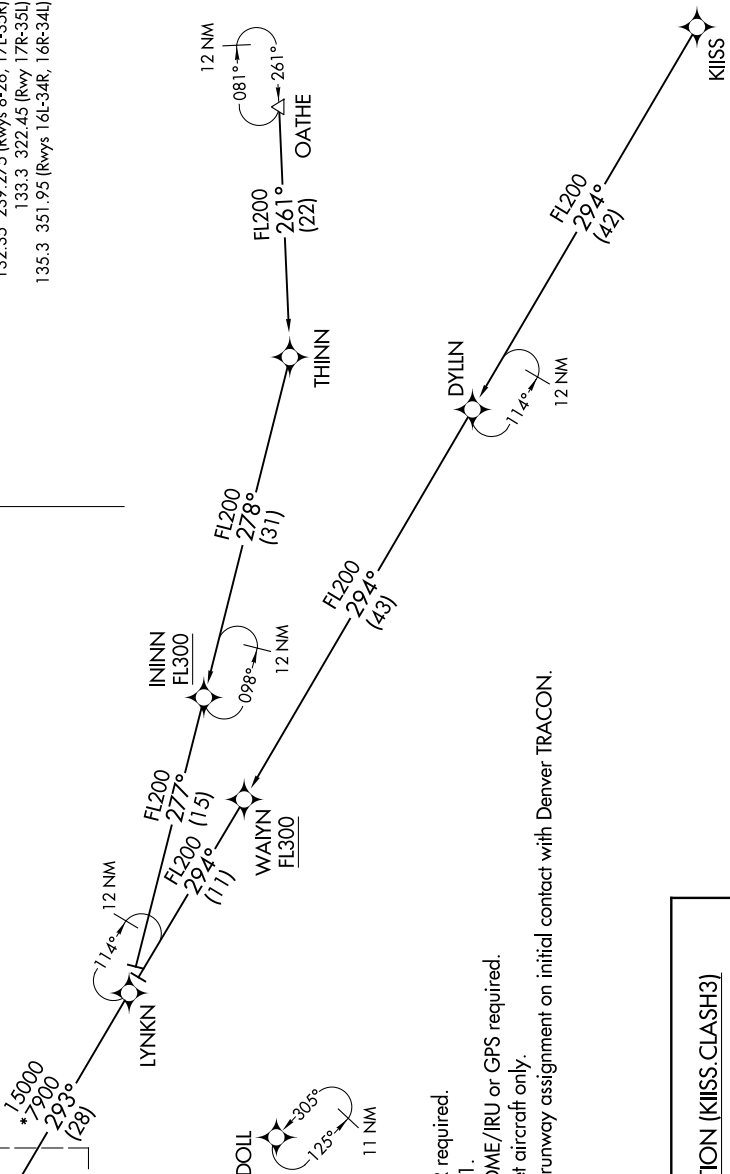 133.3 322.45 (Rwy 17R-35L)
135.3 351.95 (Rwys 16L-34R, 16R-34L)
12 NM
081°
261°
OATHE
FL200
261°
(22)
THINN
FL200
278°
(31)
ININN
FL300
098°
12 NM
FL200
277°
(15)
KIISS
FL200
294°
(42)
DYLLN
114°
12 NM
FL200
294°
(43)
WAIYN
FL300
FL200
294°
(11)
12 NM
114°
LYNKN
15000
*7900
293°
(28)
DOLL
305°
125°
11 NM
required.
1.
OME/IRU or GPS required.
et aircraft only.
runway assignment on initial contact with Denver TRACON.
TION (KIISS.CLASH3)